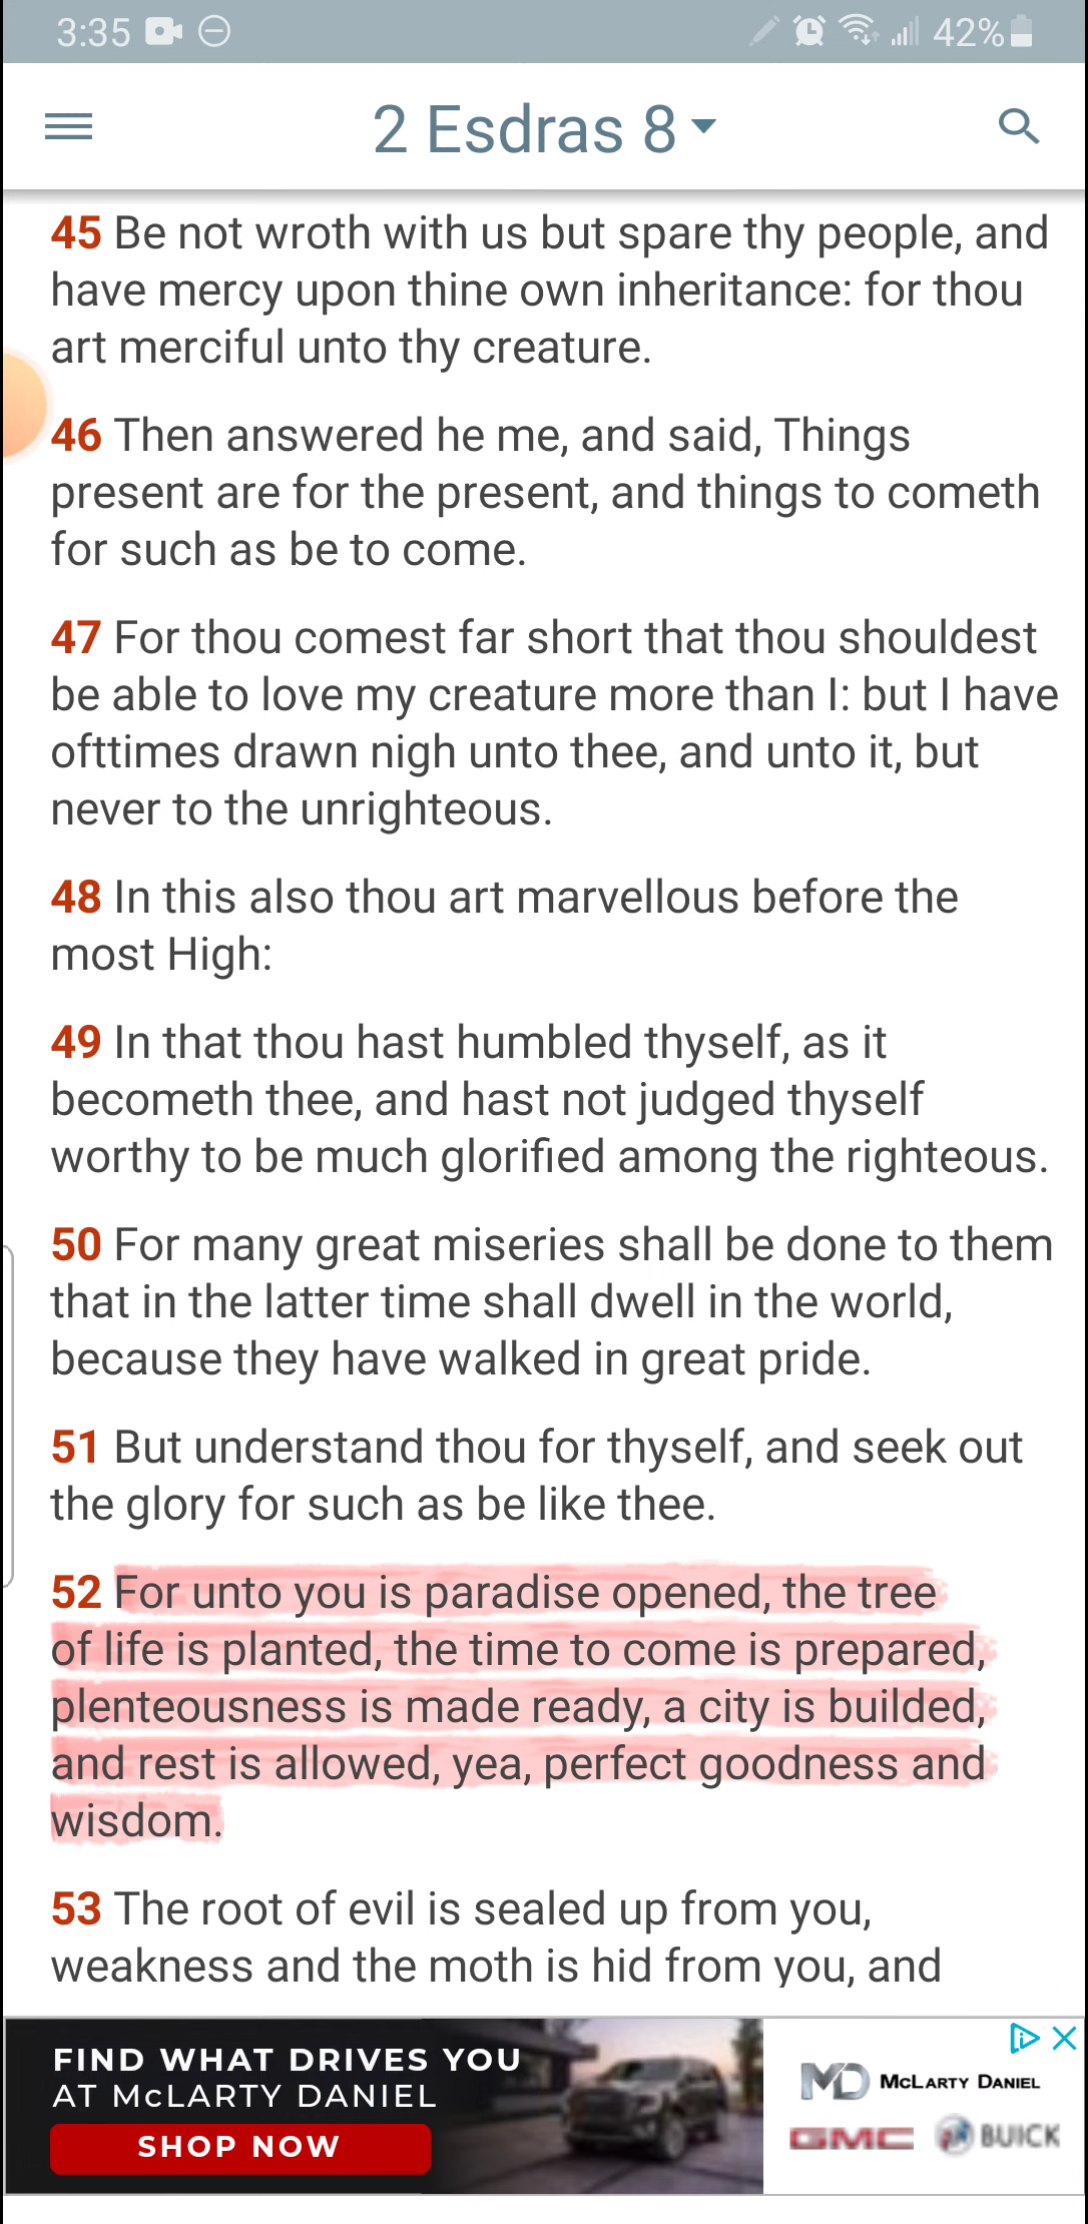 3:35 42%
2 Esdras 8
45 Be not wroth with us but spare thy people, and
have mercy upon thine own inheritance: for thou
art merciful unto thy creature.
46 Then answered he me, and said, Things
present are for the present, and things to cometh
for such as be to come.
47 For thou comest far short that thou shouldest
be able to love my creature more than I: but I have
ofttimes drawn nigh unto thee, and unto it, but
never to the unrighteous.
48 In this also thou art marvellous before the
most High:
49 In that thou hast humbled thyself, as it
becometh thee, and hast not judged thyself
worthy to be much glorified among the righteous.
50 For many great miseries shall be done to them
that in the latter time shall dwell in the world,
because they have walked in great pride.
51 But understand thou for thyself, and seek out
the glory for such as be like thee.
52 For unto you is paradise opened, the tree
of life is planted, the time to come is prepared,
plenteousness is made ready, a city is builded,
and rest is allowed, yea, perfect goodness and
wisdom.
53 The root of evil is sealed up from you,
weakness and the moth is hid from you, and
FIND WHAT DRIVES YOU
AT McLARTY DANIEL
SHOP NOW
MD McLARTY DANIEL
GMC BUICK